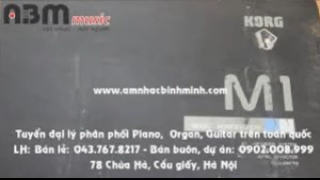 ABM music
KORG
www.amnhacbinhminh.com
M1
Tuyển đại lý phân phối Piano, Organ, Guitar trên toàn quốc
LH: Bán lẻ: 043.767.8217 - Bán buôn, dự án: 0902.008.999
78 Chùa Hà, Cầu giấy, Hà Nội